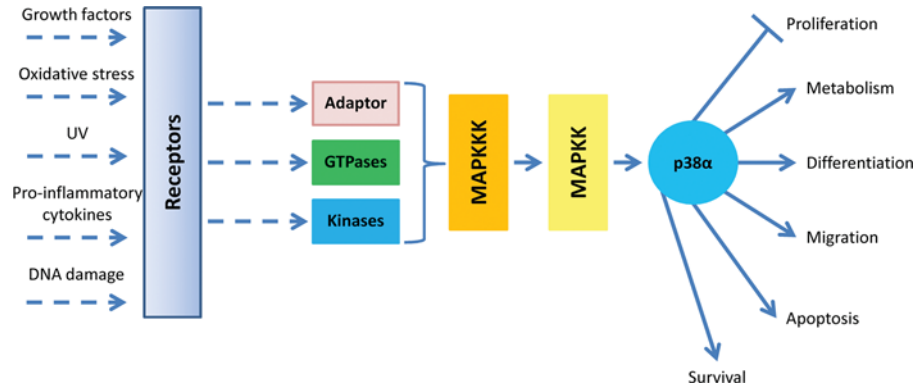 Growth factors
Oxidative stress
UV
Pro-inflammatory
cytokines
DNA damage
Receptors
Adaptor
GTPases
Kinases
MAPKKK
MAPKK
p38α
Proliferation
Metabolism
Differentiation
Migration
Apoptosis
Survival